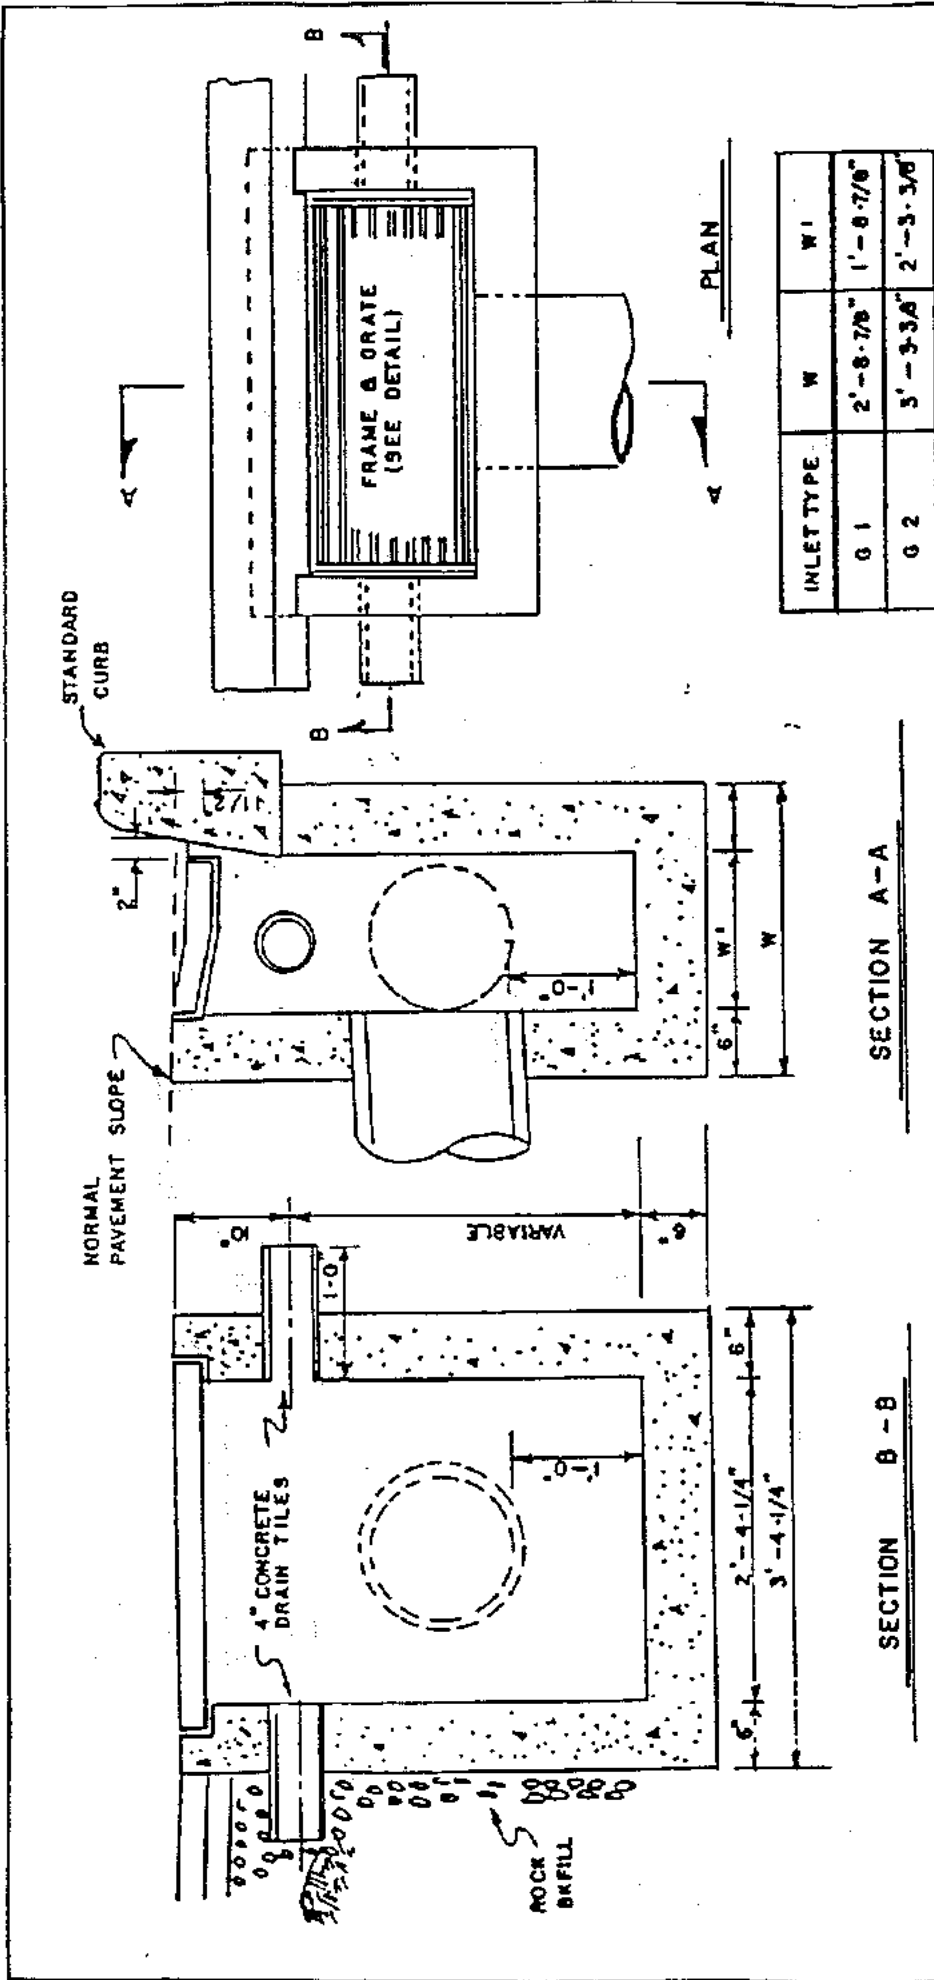 NORMAL
PAVEMENT SLOPE
STANDARD
CURB
2"
1 1/2"
10"
VARIABLE
6"
1'-0"
4" CONCRETE
DRAIN TILES
1'-0"
ROCK
BKFILL
6"
2'-4-1/4"
6"
3'-4-1/4"
SECTION B-B
1'-0"
6"
W'
W
SECTION A-A
A
A
B
B
FRAME & GRATE
(SEE DETAIL)
PLAN
INLET TYPE W W'
G 1 2'-8-7/8" 1'-8-7/8"
G 2 3'-3-3/8" 2'-3-3/8"